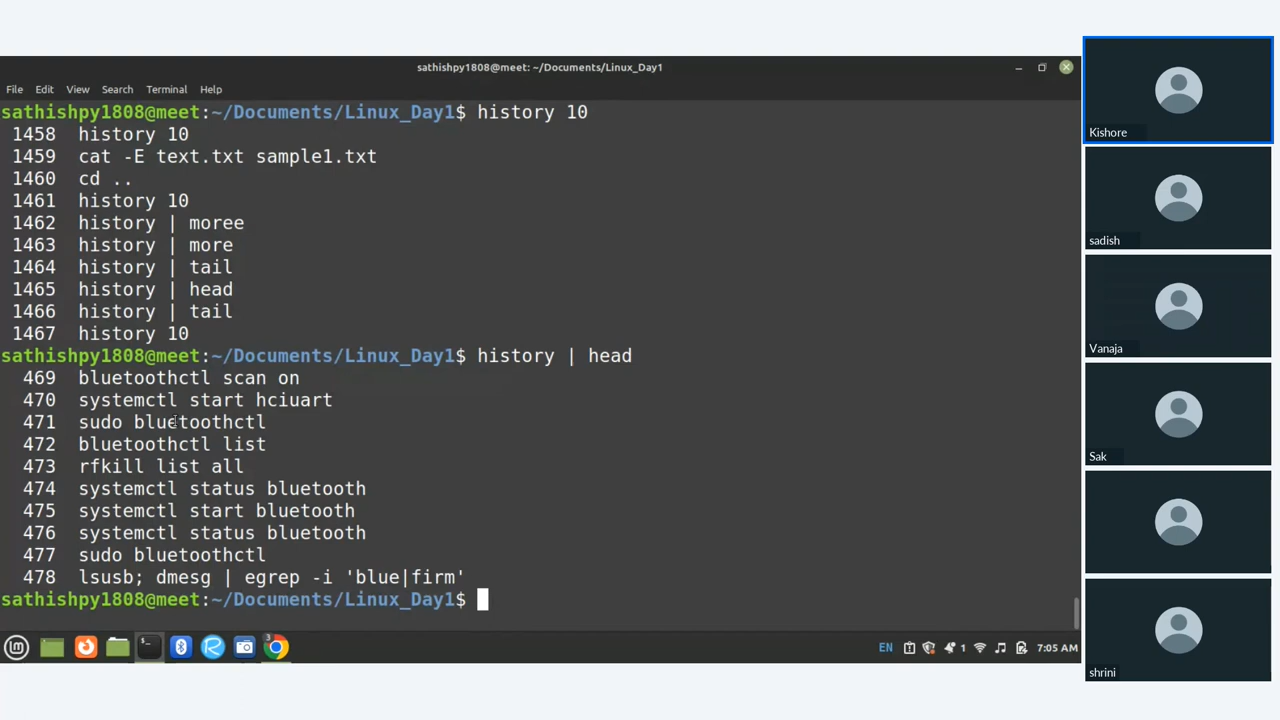 sathishpy1808@meet: ~/Documents/Linux_Day1
File Edit View Search Terminal Help
sathishpy1808@meet:~/Documents/Linux_Day1$ history 10
1458 history 10
1459 cat -E text.txt sample1.txt
1460 cd ..
1461 history 10
1462 history | moree
1463 history | more
1464 history | tail
1465 history | head
1466 history | tail
1467 history 10
sathishpy1808@meet:~/Documents/Linux_Day1$ history | head
469 bluetoothctl scan on
470 systemctl start hciuart
471 sudo bluetoothctl
472 bluetoothctl list
473 rfkill list all
474 systemctl status bluetooth
475 systemctl start bluetooth
476 systemctl status bluetooth
477 sudo bluetoothctl
478 lsusb; dmesg | egrep -i 'blue|firm'
sathishpy1808@meet:~/Documents/Linux_Day1$
3
EN 1 7:05 AM
Kishore
sadish
Vanaja
Sak
shrini